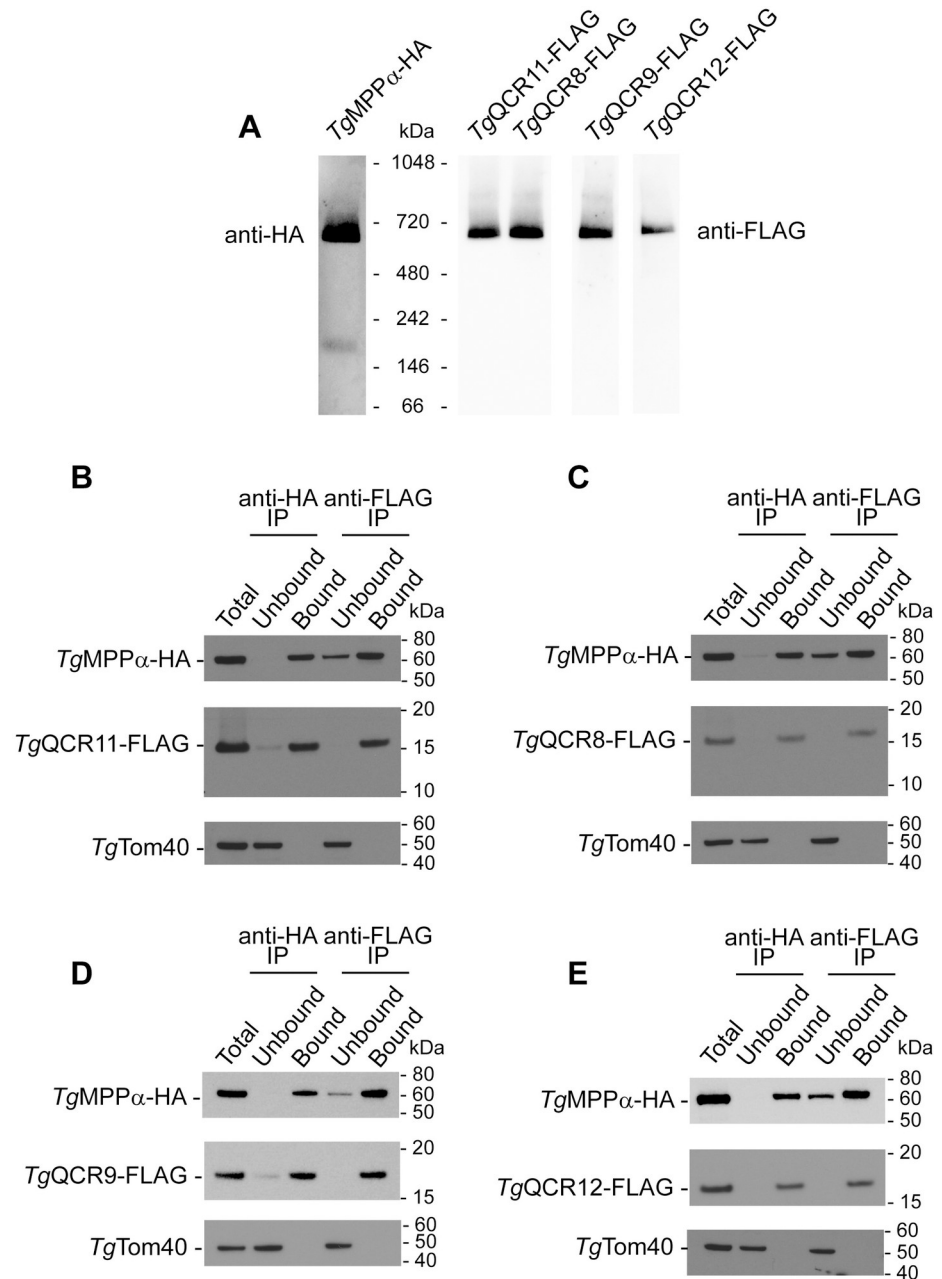 A
TgMPPα-HA
kDa
TgQCR11-FLAG
TgQCR8-FLAG
TgQCR9-FLAG
TgQCR12-FLAG
anti-HA
- 1048 -
- 720 -
- 480 -
- 242 -
- 146 -
- 66 -
anti-FLAG
B
anti-HA IP
anti-FLAG IP
Total
Unbound
Bound
Unbound
Bound
kDa
TgMPPα-HA -
- 80
- 60
- 50
TgQCR11-FLAG -
- 20
- 15
- 10
TgTom40 -
- 60
- 50
- 40
C
anti-HA IP
anti-FLAG IP
Total
Unbound
Bound
Unbound
Bound
kDa
TgMPPα-HA -
- 80
- 60
- 50
TgQCR8-FLAG -
- 20
- 15
- 10
TgTom40 -
- 60
- 50
- 40
D
anti-HA IP
anti-FLAG IP
Total
Unbound
Bound
Unbound
Bound
kDa
TgMPPα-HA -
- 80
- 60
- 50
TgQCR9-FLAG -
- 20
- 15
TgTom40 -
- 60
- 50
- 40
E
anti-HA IP
anti-FLAG IP
Total
Unbound
Bound
Unbound
Bound
kDa
TgMPPα-HA -
- 80
- 60
- 50
TgQCR12-FLAG -
- 20
- 15
TgTom40 -
- 60
- 50
- 40